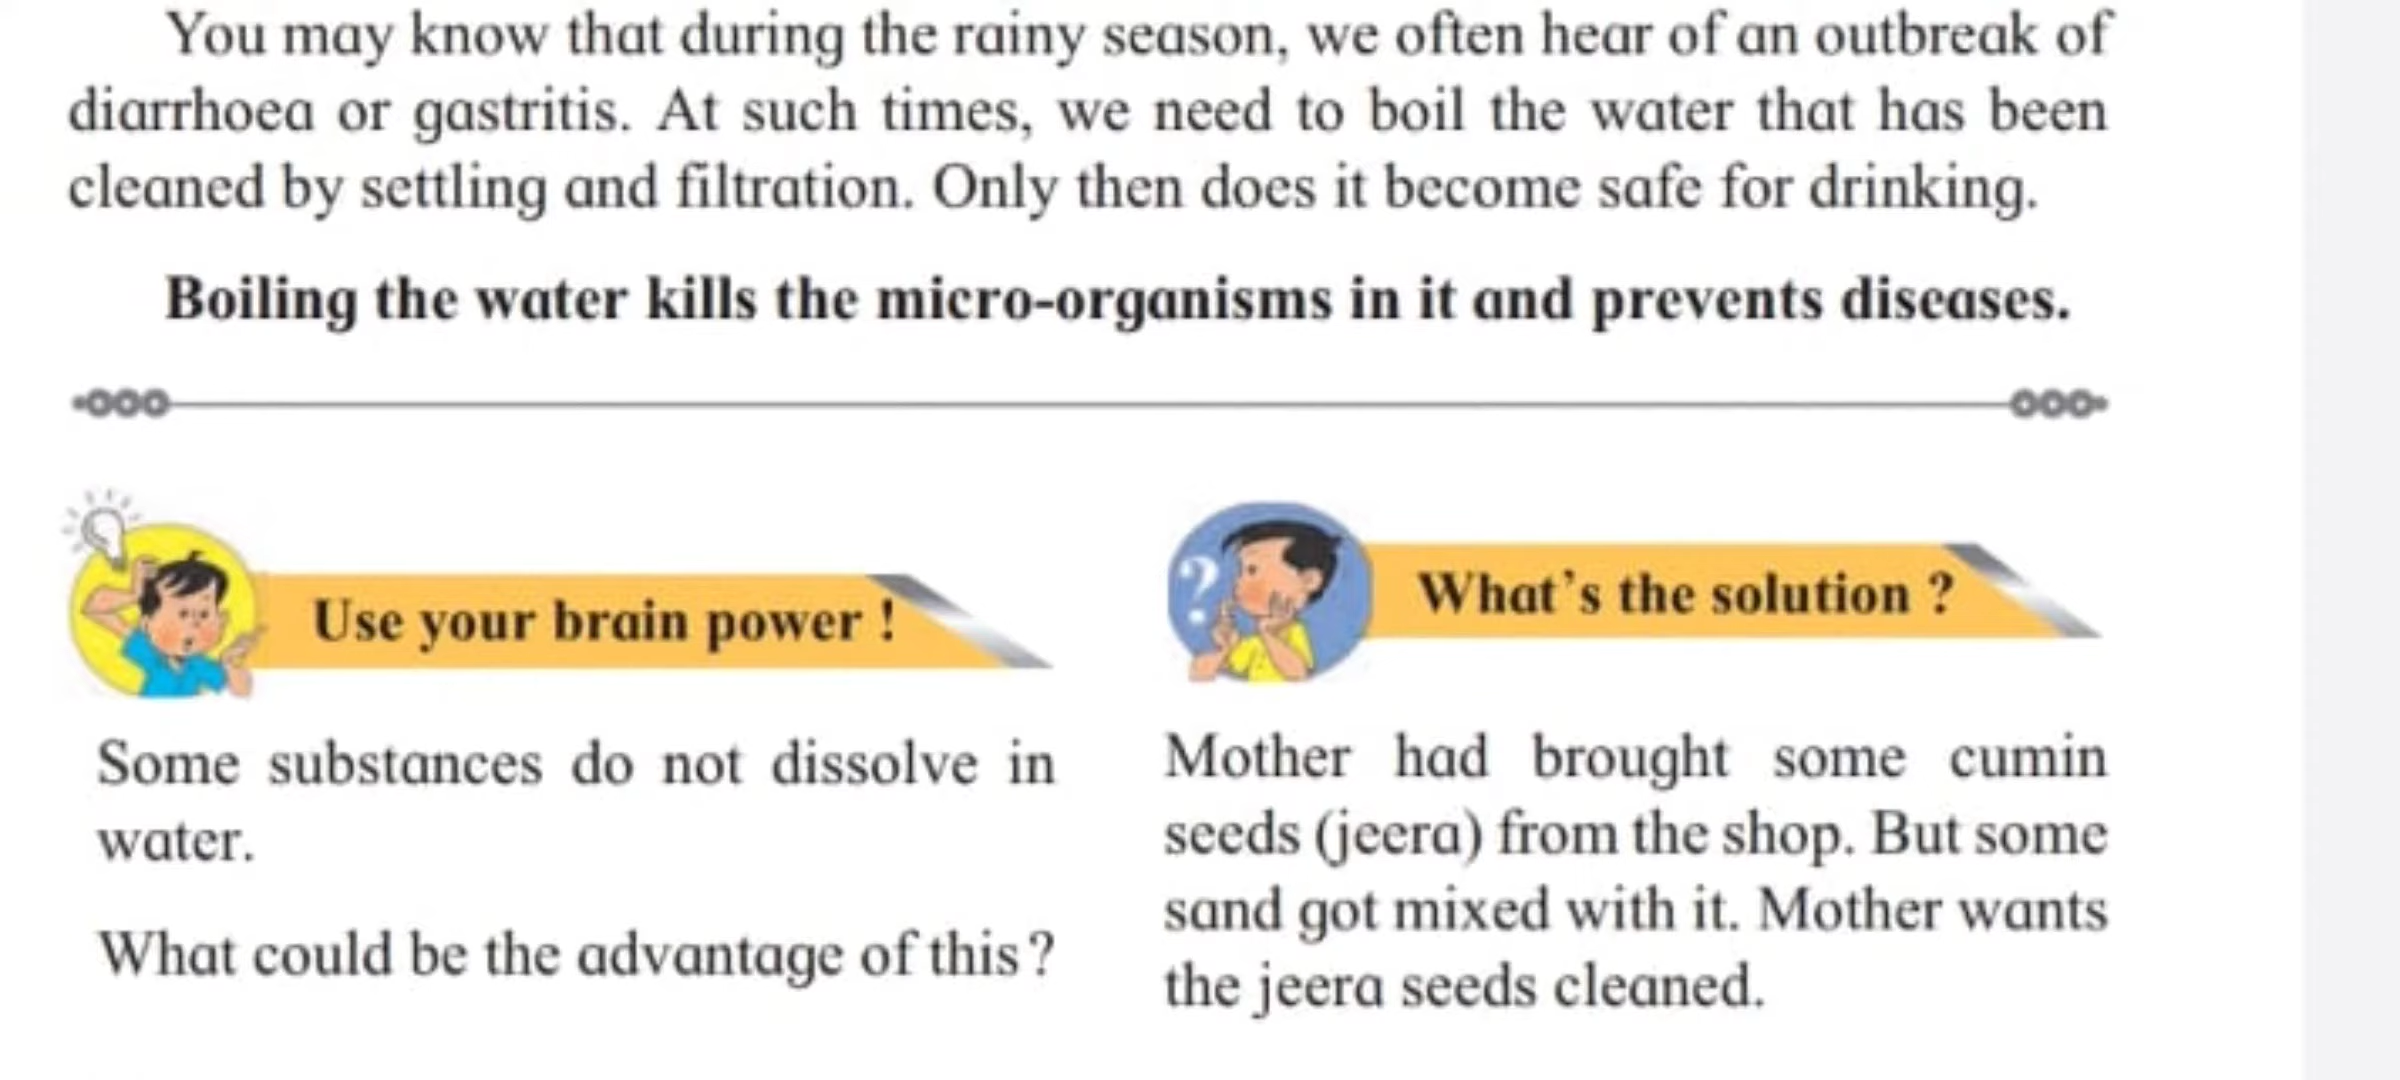 You may know that during the rainy season, we often hear of an outbreak of
diarrhoea or gastritis. At such times, we need to boil the water that has been
cleaned by settling and filtration. Only then does it become safe for drinking.
Boiling the water kills the micro-organisms in it and prevents diseases.
Use your brain power !
Some substances do not dissolve in
water.
What could be the advantage of this ?
?
What's the solution ?
Mother had brought some cumin
seeds (jeera) from the shop. But some
sand got mixed with it. Mother wants
the jeera seeds cleaned.